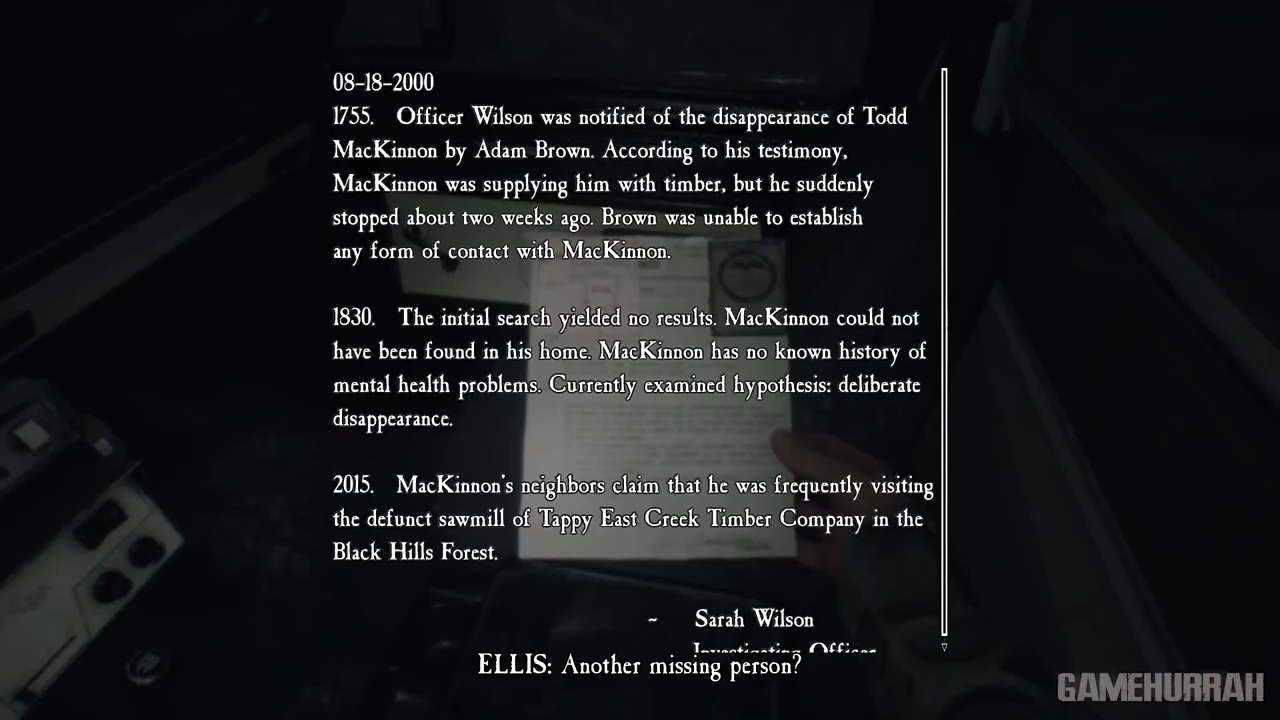 08-18-2000
1755. Officer Wilson was notified of the disappearance of Todd
MacKinnon by Adam Brown. According to his testimony,
MacKinnon was supplying him with timber, but he suddenly
stopped about two weeks ago. Brown was unable to establish
any form of contact with MacKinnon.
1830. The initial search yielded no results. MacKinnon could not
have been found in his home. MacKinnon has no known history of
mental health problems. Currently examined hypothesis: deliberate
disappearance.
2015. MacKinnon's neighbors claim that he was frequently visiting
the defunct sawmill of Tappy East Creek Timber Company in the
Black Hills Forest.
~ Sarah Wilson
Investigating Officer
ELLIS: Another missing person?
GAMEHURRAH